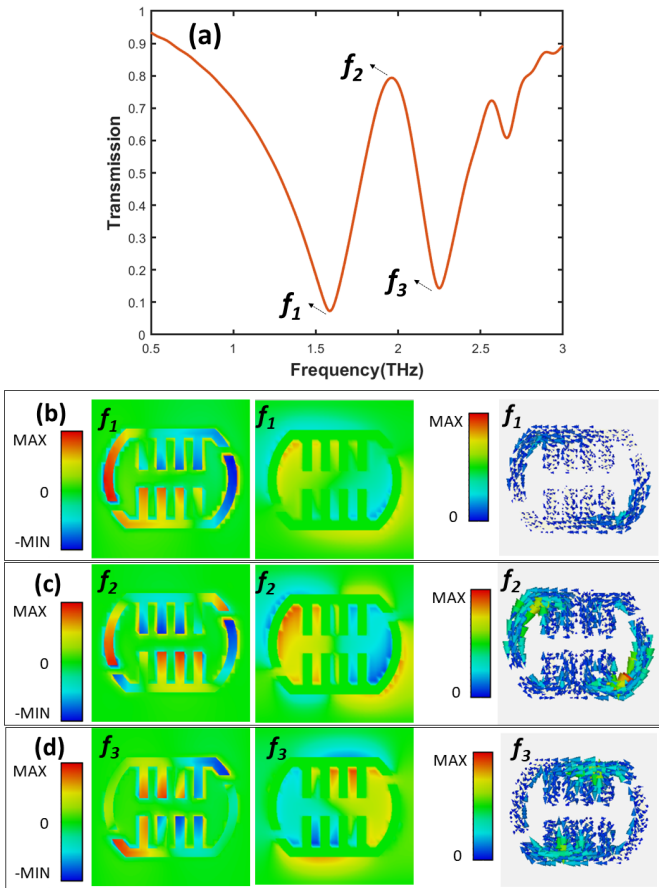 (a)
f2
f1
f3
Transmission
1
0.9
0.8
0.7
0.6
0.5
0.4
0.3
0.2
0.1
0
0.5
1
1.5
2
2.5
3
Frequency(THz)
(b)
MAX
0
-MIN
f1
f1
MAX
0
f1
(c)
MAX
0
-MIN
f2
f2
MAX
0
f2
(d)
MAX
0
-MIN
f3
f3
MAX
0
f3